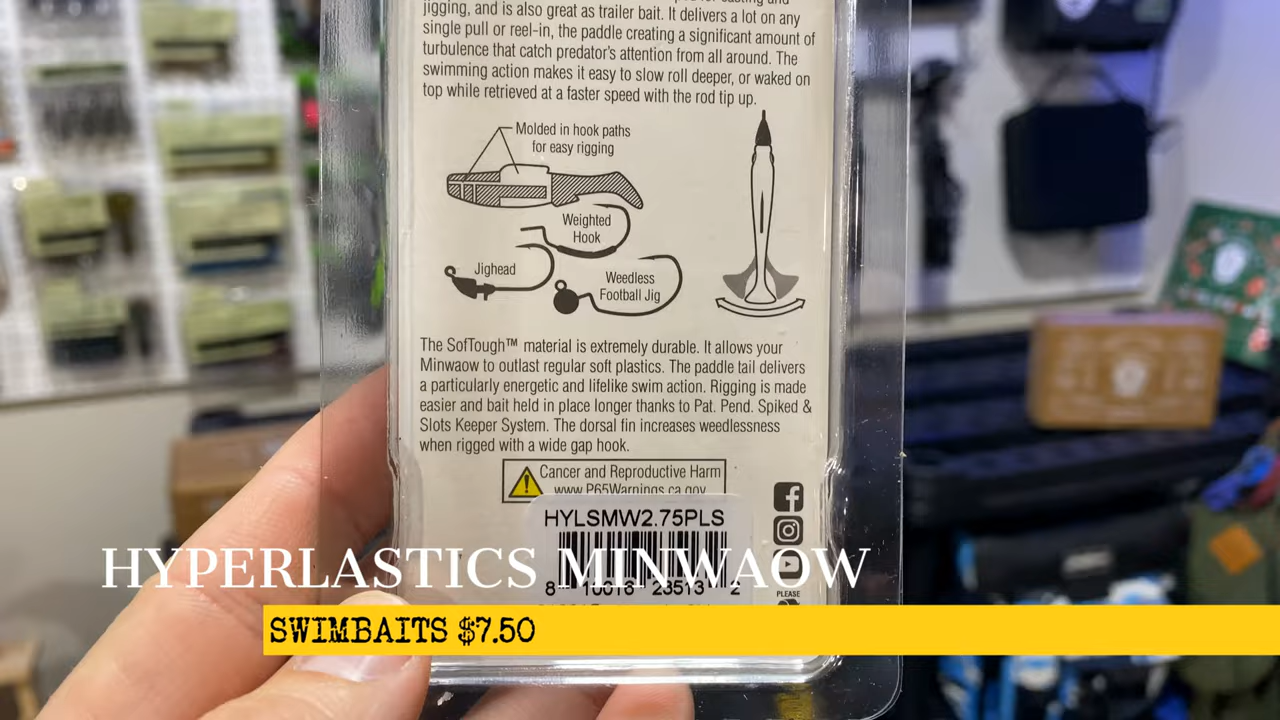 jigging, and is also great as trailer bait. It delivers a lot on any
single pull or reel-in, the paddle creating a significant amount of
turbulence that catch predator's attention from all around. The
swimming action makes it easy to slow roll deeper, or waked on
top while retrieved at a faster speed with the rod tip up.
Molded in hook paths
for easy rigging
Weighted
Hook
Jighead
Weedless
Football Jig
The SofTough™ material is extremely durable. It allows your
Minwaow to outlast regular soft plastics. The paddle tail delivers
a particularly energetic and lifelike swim action. Rigging is made
easier and bait held in place longer thanks to Pat. Pend. Spiked &
Slots Keeper System. The dorsal fin increases weedlessness
when rigged with a wide gap hook.
Cancer and Reproductive Harm
www.P65Warnings.ca.gov
HYLSMW2.75PLS
8 10016 23513 2
PLEASE
HYPERLASTICS MINWAOW
SWIMBAITS $7.50